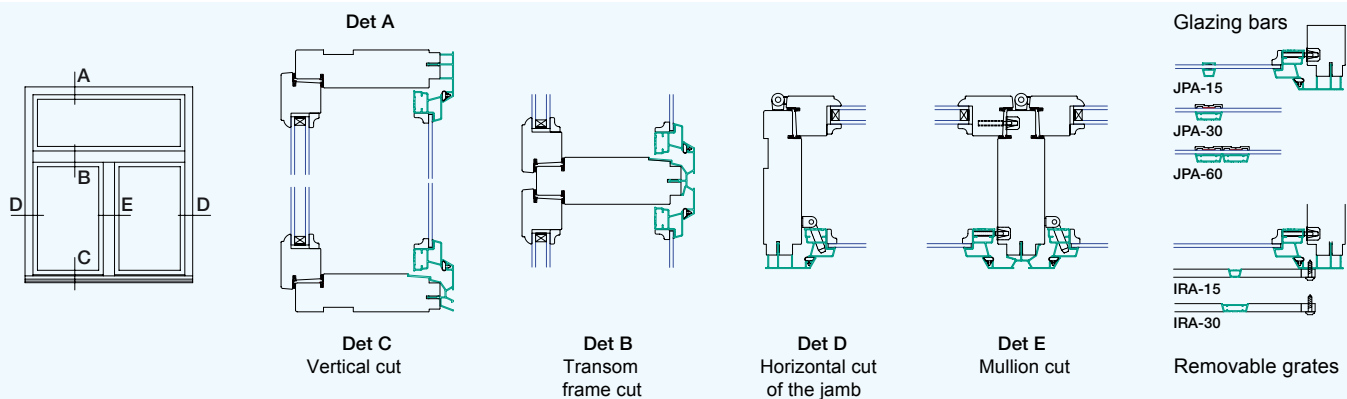 A
B
D
E
D
C
Det A
Det C
Vertical cut
Det B
Transom
frame cut
Det D
Horizontal cut
of the jamb
Det E
Mullion cut
Glazing bars
JPA-15
JPA-30
JPA-60
IRA-15
IRA-30
Removable grates